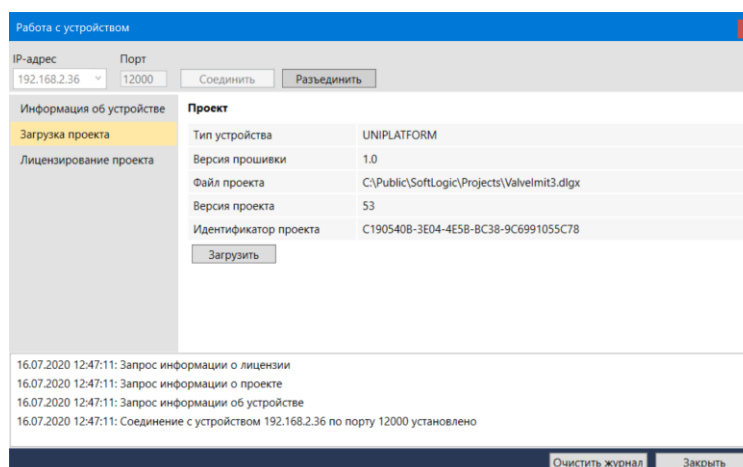 Работа с устройством
IP-адрес Порт
192.168.2.36 12000 Соединить Разъединить
Информация об устройстве
Загрузка проекта
Лицензирование проекта
Проект
Тип устройства UNIPLATFORM
Версия прошивки 1.0
Файл проекта C:\Public\SoftLogic\Projects\ValveImit3.dlgx
Версия проекта 53
Идентификатор проекта C190540B-3E04-4E5B-BC38-9C6991055C78
Загрузить
16.07.2020 12:47:11: Запрос информации о лицензии
16.07.2020 12:47:11: Запрос информации о проекте
16.07.2020 12:47:11: Запрос информации об устройстве
16.07.2020 12:47:11: Соединение с устройством 192.168.2.36 по порту 12000 установлено
Очистить журнал Закрыть